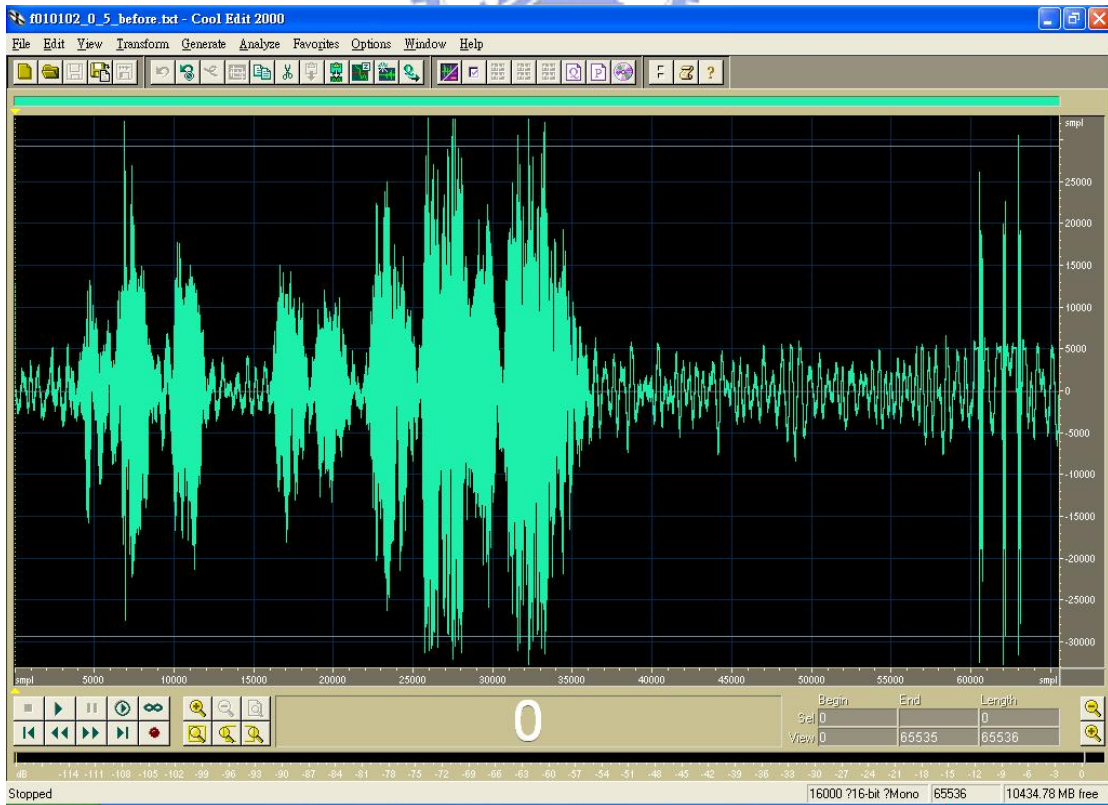 f010102_0_5_before.txt - Cool Edit 2000
File Edit View Transform Generate Analyze Favorites Options Window Help
F ?
smpl
25000
20000
15000
10000
5000
0
-5000
-10000
-15000
-20000
-25000
-30000
smpl 5000 10000 15000 20000 25000 30000 35000 40000 45000 50000 55000 60000 smpl
0
Begin End Length
Sel 0 0
View 0 65535 65536
dB -114 -111 -108 -105 -102 -99 -96 -93 -90 -87 -84 -81 -78 -75 -72 -69 -66 -63 -60 -57 -54 -51 -48 -45 -42 -39 -36 -33 -30 -27 -24 -21 -18 -15 -12 -9 -6 -3 0
Stopped 16000 ?16-bit ?Mono 65536 10434.78 MB free